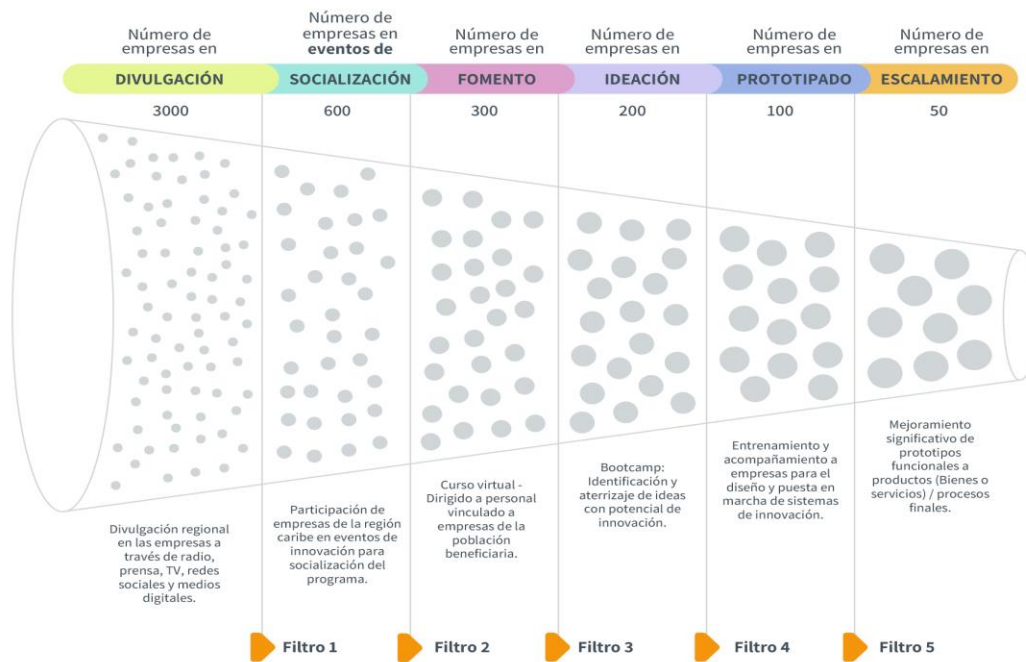 Número de
empresas en
DIVULGACIÓN
3000
Número de
empresas en
eventos de
SOCIALIZACIÓN
600
Número de
empresas en
FOMENTO
300
Número de
empresas en
IDEACIÓN
200
Número de
empresas en
PROTOTIPADO
100
Número de
empresas en
ESCALAMIENTO
50
Divulgación regional
en las empresas a
través de radio,
prensa, TV, redes
sociales y medios
digitales.
Participación de
empresas de la región
caribe en eventos de
innovación para
socialización del
programa.
Curso virtual -
Dirigido a personal
vinculado a
empresas de la
población
beneficiaria.
Bootcamp:
Identificación y
aterrizaje de ideas
con potencial de
innovación.
Entrenamiento y
acompañamiento a
empresas para el
diseño y puesta en
marcha de sistemas
de innovación.
Mejoramiento
significativo de
prototipos
funcionales a
productos (Bienes o
servicios) / procesos
finales.
Filtro 1
Filtro 2
Filtro 3
Filtro 4
Filtro 5